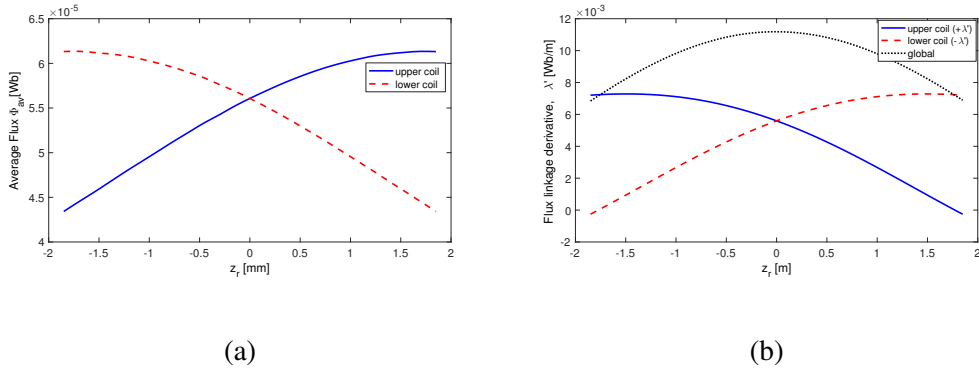 ×10⁻⁵
6.5
6
5.5
5
4.5
4
Average Flux Φav[Wb]
upper coil
lower coil
-2 -1.5 -1 -0.5 0 0.5 1 1.5 2
z_r [mm]
(a)
×10⁻³
12
10
8
6
4
2
0
-2
Flux linkage derivative, λ' [Wb/m]
upper coil (+λ')
lower coil (-λ')
global
-2 -1.5 -1 -0.5 0 0.5 1 1.5 2
z_r [m]
(b)